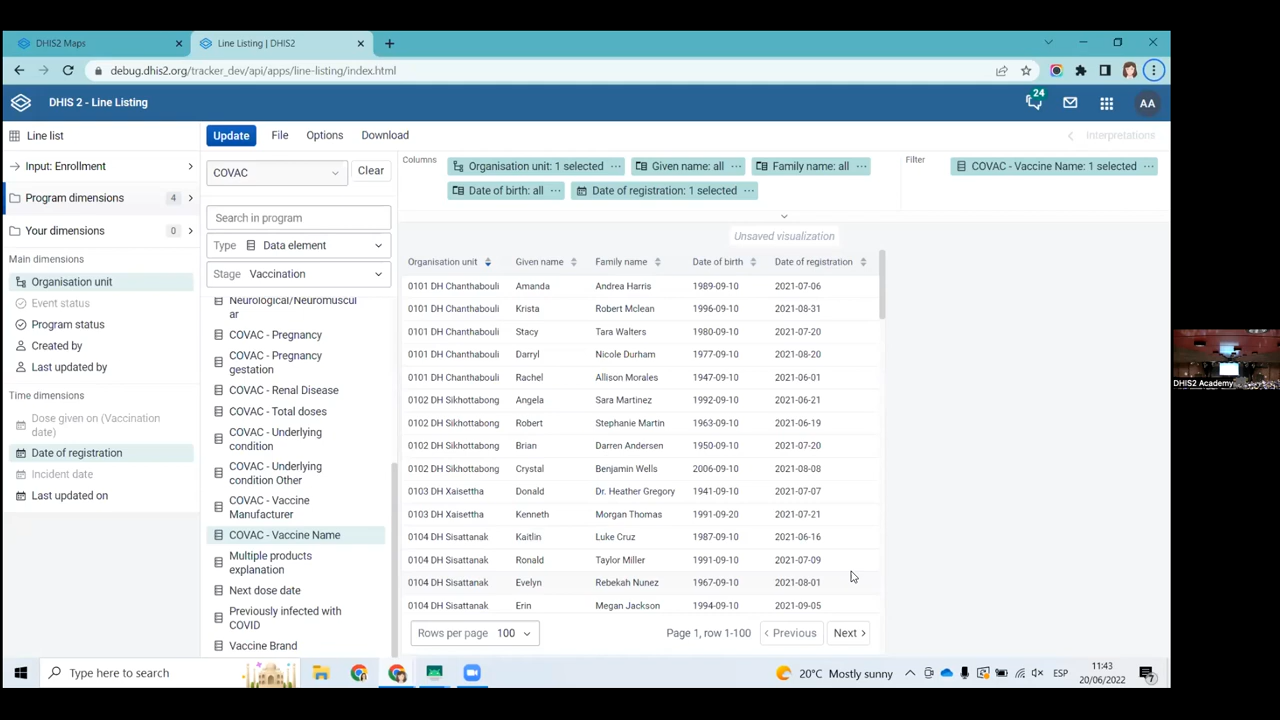 DHIS2 Maps
Line Listing | DHIS2
debug.dhis2.org/tracker_dev/api/apps/line-listing/index.html
DHIS 2 - Line Listing
24
AA
Line list
Update
File
Options
Download
Interpretations
Input: Enrollment
Program dimensions
4
Your dimensions
0
Main dimensions
Organisation unit
Event status
Program status
Created by
Last updated by
Time dimensions
Dose given on (Vaccination
date)
Date of registration
Incident date
Last updated on
COVAC
Clear
Search in program
Type
Data element
Stage
Vaccination
Neurological/Neuromuscul
ar
COVAC - Pregnancy
COVAC - Pregnancy
gestation
COVAC - Renal Disease
COVAC - Total doses
COVAC - Underlying
condition
COVAC - Underlying
condition Other
COVAC - Vaccine
Manufacturer
COVAC - Vaccine Name
Multiple products
explanation
Next dose date
Previously infected with
COVID
Vaccine Brand
Columns
Organisation unit: 1 selected
Given name: all
Family name: all
Date of birth: all
Date of registration: 1 selected
Filter
COVAC - Vaccine Name: 1 selected
Unsaved visualization
Organisation unit Given name Family name Date of birth Date of registration
0101 DH Chanthabouli Amanda Andrea Harris 1989-09-10 2021-07-06
0101 DH Chanthabouli Krista Robert Mclean 1996-09-10 2021-08-31
0101 DH Chanthabouli Stacy Tara Walters 1980-09-10 2021-07-20
0101 DH Chanthabouli Darryl Nicole Durham 1977-09-10 2021-08-20
0101 DH Chanthabouli Rachel Allison Morales 1947-09-10 2021-06-01
0102 DH Sikhottabong Angela Sara Martinez 1992-09-10 2021-06-21
0102 DH Sikhottabong Robert Stephanie Martin 1963-09-10 2021-06-19
0102 DH Sikhottabong Brian Darren Andersen 1950-09-10 2021-07-20
0102 DH Sikhottabong Crystal Benjamin Wells 2006-09-10 2021-08-08
0103 DH Xaisettha Donald Dr. Heather Gregory 1941-09-10 2021-07-07
0103 DH Xaisettha Kenneth Morgan Thomas 1991-09-20 2021-07-21
0104 DH Sisattanak Kaitlin Luke Cruz 1987-09-10 2021-06-16
0104 DH Sisattanak Ronald Taylor Miller 1991-09-10 2021-07-09
0104 DH Sisattanak Evelyn Rebekah Nunez 1967-09-10 2021-08-01
0104 DH Sisattanak Erin Megan Jackson 1994-09-10 2021-09-05
Rows per page 100
Page 1, row 1-100
Previous
Next
DHIS2 Academy
Type here to search
20°C Mostly sunny
ESP
11:43
20/06/2022
7